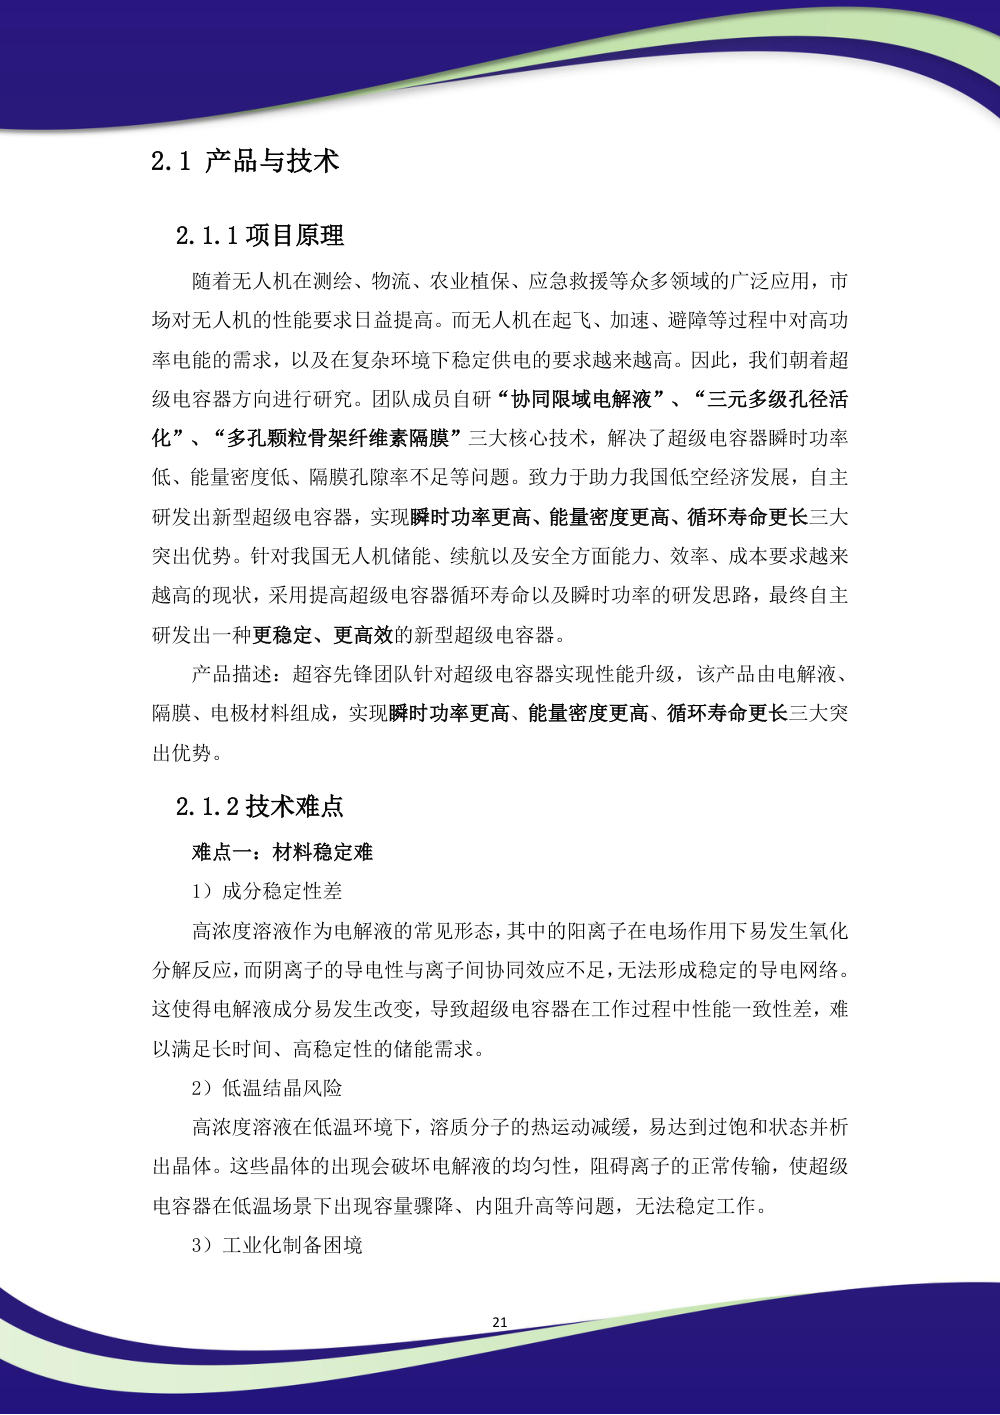 2.1 产品与技术
2.1.1项目原理
随着无人机在测绘、物流、农业植保、应急救援等众多领域的广泛应用，市
场对无人机的性能要求日益提高。而无人机在起飞、加速、避障等过程中对高功
率电能的需求，以及在复杂环境下稳定供电的要求越来越高。因此，我们朝着超
级电容器方向进行研究。团队成员自研“协同限域电解液”、“三元多级孔径活
化”、“多孔颗粒骨架纤维素隔膜”三大核心技术，解决了超级电容器瞬时功率
低、能量密度低、隔膜孔隙率不足等问题。致力于助力我国低空经济发展，自主
研发出新型超级电容器，实现瞬时功率更高、能量密度更高、循环寿命更长三大
突出优势。针对我国无人机储能、续航以及安全方面能力、效率、成本要求越来
越高的现状，采用提高超级电容器循环寿命以及瞬时功率的研发思路，最终自主
研发出一种更稳定、更高效的新型超级电容器。
产品描述：超容先锋团队针对超级电容器实现性能升级，该产品由电解液、
隔膜、电极材料组成，实现瞬时功率更高、能量密度更高、循环寿命更长三大突
出优势。
2.1.2技术难点
难点一：材料稳定难
1）成分稳定性差
高浓度溶液作为电解液的常见形态，其中的阳离子在电场作用下易发生氧化
分解反应，而阴离子的导电性与离子间协同效应不足，无法形成稳定的导电网络。
这使得电解液成分易发生改变，导致超级电容器在工作过程中性能一致性差，难
以满足长时间、高稳定性的储能需求。
2）低温结晶风险
高浓度溶液在低温环境下，溶质分子的热运动减缓，易达到过饱和状态并析
出晶体。这些晶体的出现会破坏电解液的均匀性，阻碍离子的正常传输，使超级
电容器在低温场景下出现容量骤降、内阻升高等问题，无法稳定工作。
3）工业化制备困境
21